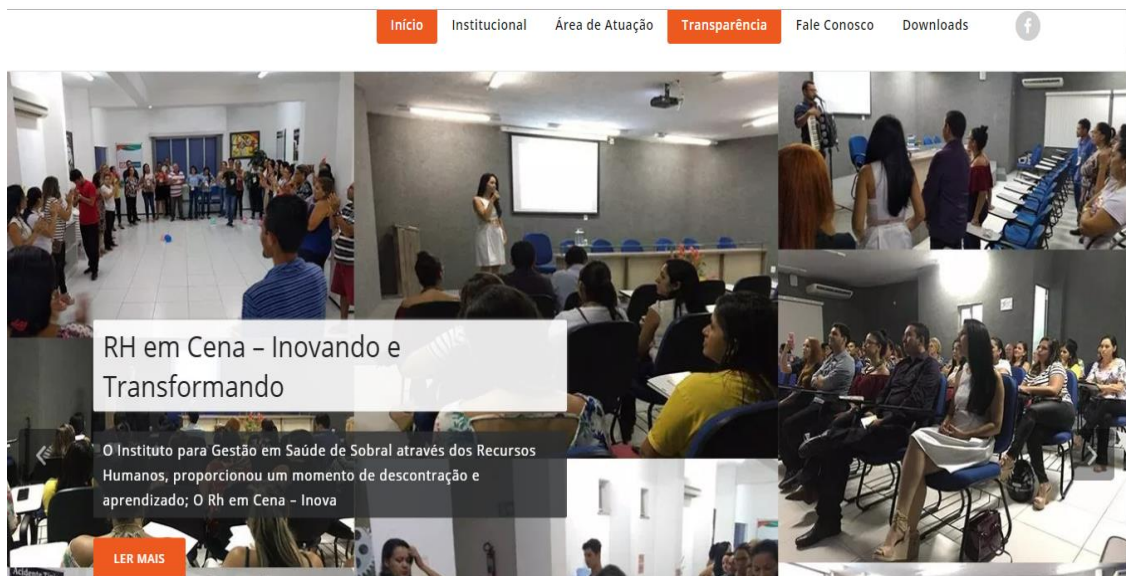 Início Institucional Área de Atuação Transparência Fale Conosco Downloads f
RH em Cena – Inovando e
Transformando
O Instituto para Gestão em Saúde de Sobral através dos Recursos
Humanos, proporcionou um momento de descontração e
aprendizado; O Rh em Cena – Inova
LER MAIS